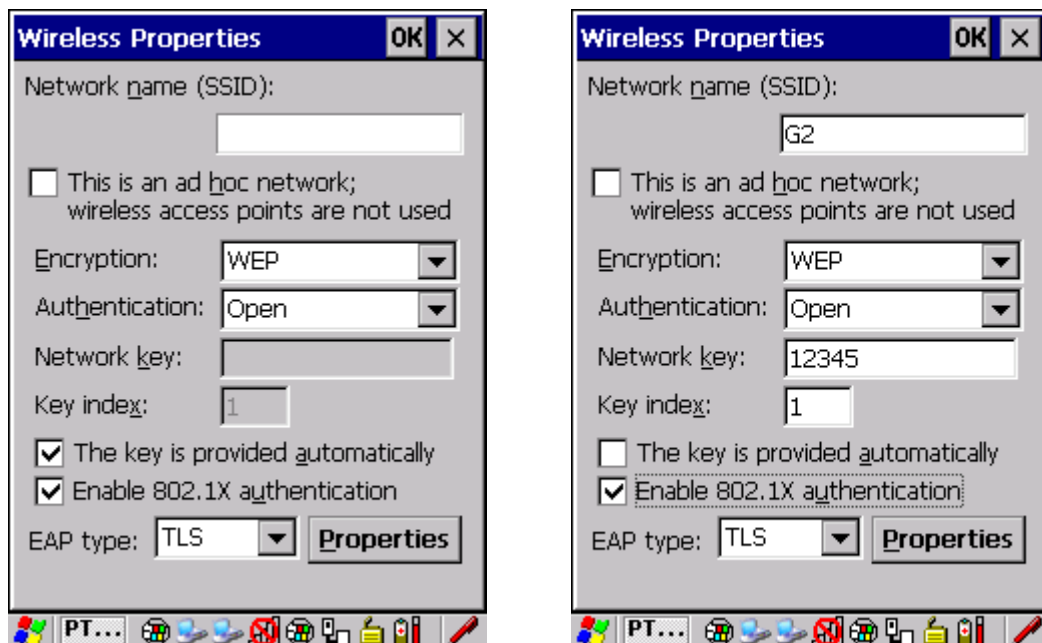 Wireless Properties OK ×
Network name (SSID):
This is an ad hoc network;
wireless access points are not used
Encryption: WEP
Authentication: Open
Network key:
Key index: 1
The key is provided automatically
Enable 802.1X authentication
EAP type: TLS Properties
PT...
Wireless Properties OK ×
Network name (SSID):
G2
This is an ad hoc network;
wireless access points are not used
Encryption: WEP
Authentication: Open
Network key: 12345
Key index: 1
The key is provided automatically
Enable 802.1X authentication
EAP type: TLS Properties
PT...